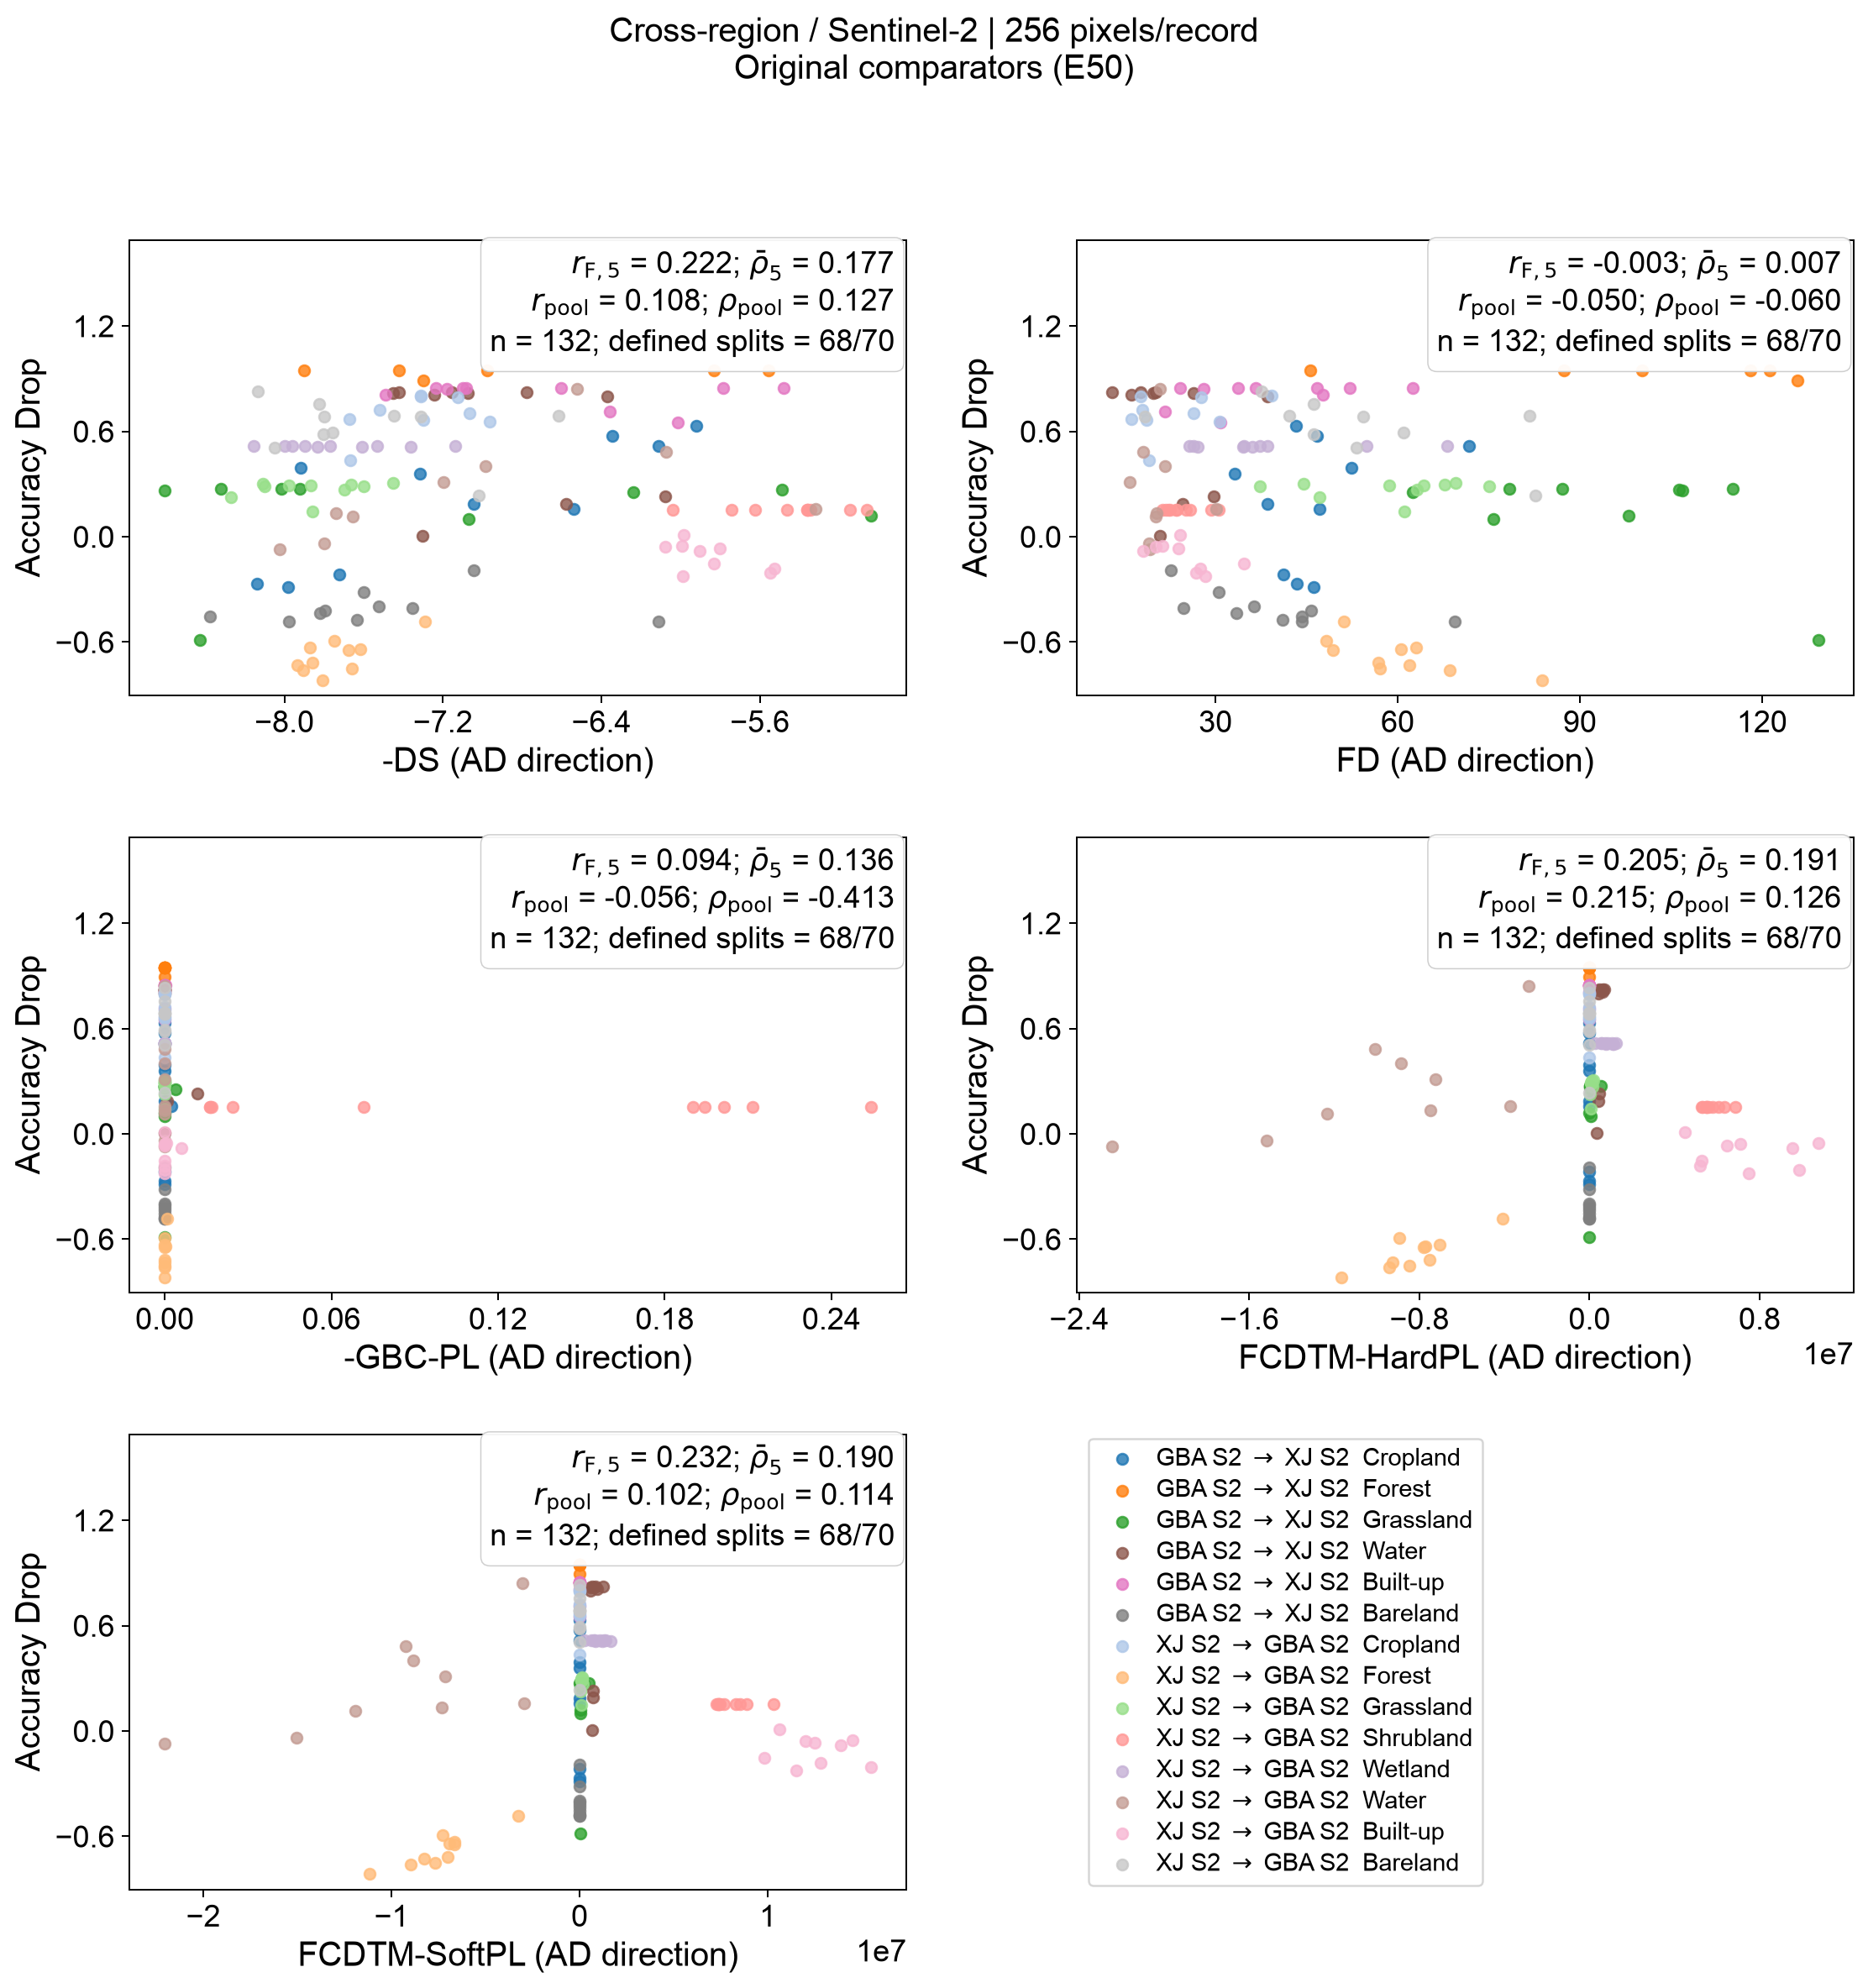 Cross-region / Sentinel-2 | 256 pixels/record
Original comparators (E50)
r_F,5 = 0.222; ρ̄_5 = 0.177
r_pool = 0.108; ρ_pool = 0.127
n = 132; defined splits = 68/70
1.2
0.6
0.0
−0.6
Accuracy Drop
−8.0 −7.2 −6.4 −5.6
-DS (AD direction)
r_F,5 = -0.003; ρ̄_5 = 0.007
r_pool = -0.050; ρ_pool = -0.060
n = 132; defined splits = 68/70
1.2
0.6
0.0
−0.6
Accuracy Drop
30 60 90 120
FD (AD direction)
r_F,5 = 0.094; ρ̄_5 = 0.136
r_pool = -0.056; ρ_pool = -0.413
n = 132; defined splits = 68/70
1.2
0.6
0.0
−0.6
Accuracy Drop
0.00 0.06 0.12 0.18 0.24
-GBC-PL (AD direction)
r_F,5 = 0.205; ρ̄_5 = 0.191
r_pool = 0.215; ρ_pool = 0.126
n = 132; defined splits = 68/70
1.2
0.6
0.0
−0.6
Accuracy Drop
−2.4 −1.6 −0.8 0.0 0.8
1e7
FCDTM-HardPL (AD direction)
r_F,5 = 0.232; ρ̄_5 = 0.190
r_pool = 0.102; ρ_pool = 0.114
n = 132; defined splits = 68/70
1.2
0.6
0.0
−0.6
Accuracy Drop
−2 −1 0 1
1e7
FCDTM-SoftPL (AD direction)
GBA S2 → XJ S2 Cropland
GBA S2 → XJ S2 Forest
GBA S2 → XJ S2 Grassland
GBA S2 → XJ S2 Water
GBA S2 → XJ S2 Built-up
GBA S2 → XJ S2 Bareland
XJ S2 → GBA S2 Cropland
XJ S2 → GBA S2 Forest
XJ S2 → GBA S2 Grassland
XJ S2 → GBA S2 Shrubland
XJ S2 → GBA S2 Wetland
XJ S2 → GBA S2 Water
XJ S2 → GBA S2 Built-up
XJ S2 → GBA S2 Bareland